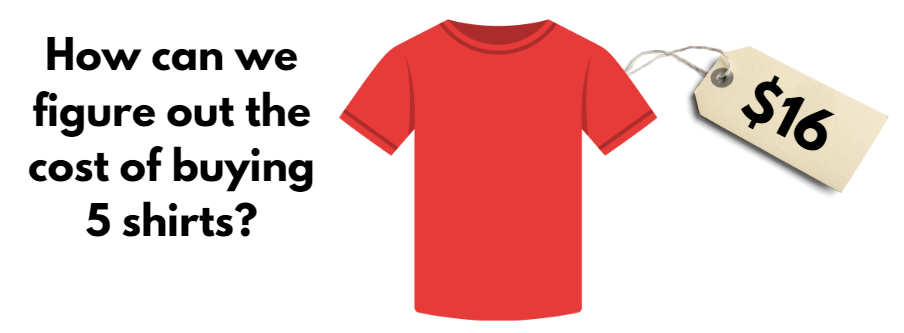 How can we
figure out the
cost of buying
5 shirts?
$16